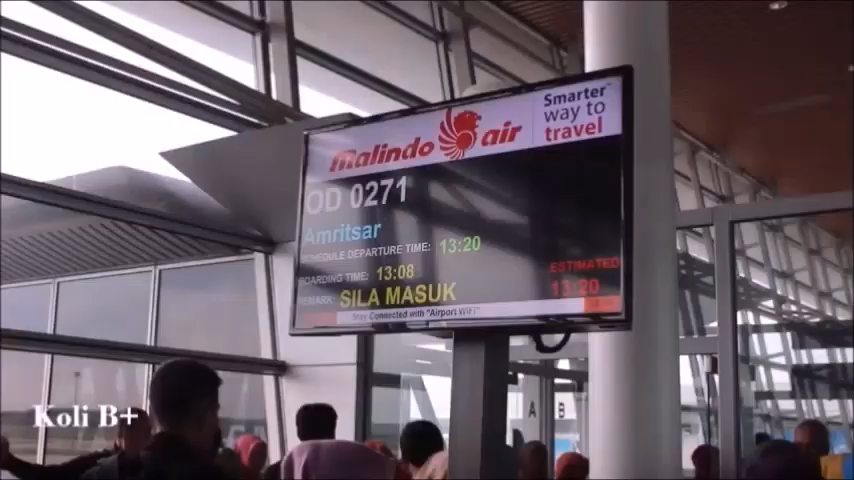 malindo air
Smarter
way to
travel
OD 0271
Amritsar
SCHEDULE DEPARTURE TIME: 13:20
BOARDING TIME: 13:08
ESTIMATED
13:20
REMARK: SILA MASUK
Stay Connected with "Airport WiFi"
A B
Koli B+